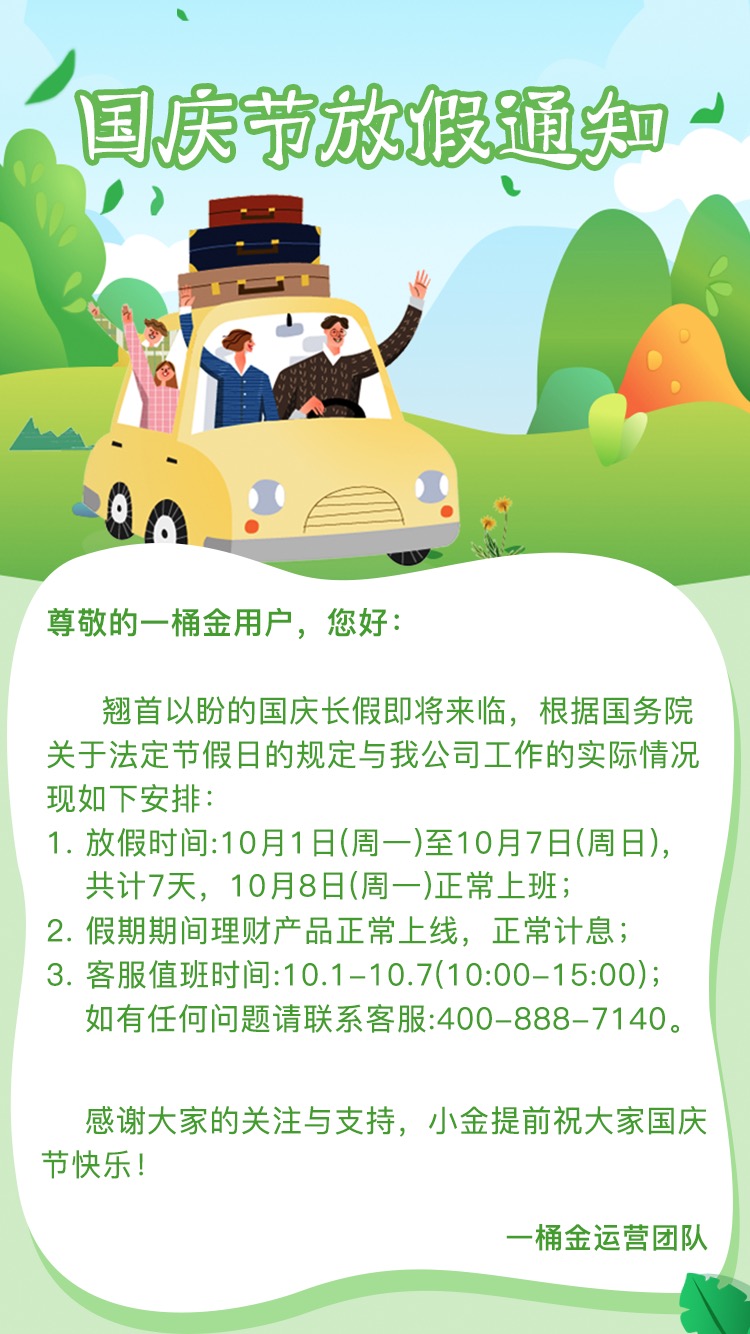 国庆节放假通知
尊敬的一桶金用户，您好：
翘首以盼的国庆长假即将来临，根据国务院
关于法定节假日的规定与我公司工作的实际情况
现如下安排：
1. 放假时间:10月1日(周一)至10月7日(周日)，
共计7天，10月8日(周一)正常上班；
2. 假期期间理财产品正常上线，正常计息；
3. 客服值班时间:10.1-10.7(10:00-15:00)；
如有任何问题请联系客服:400-888-7140。
感谢大家的关注与支持，小金提前祝大家国庆
节快乐！
一桶金运营团队